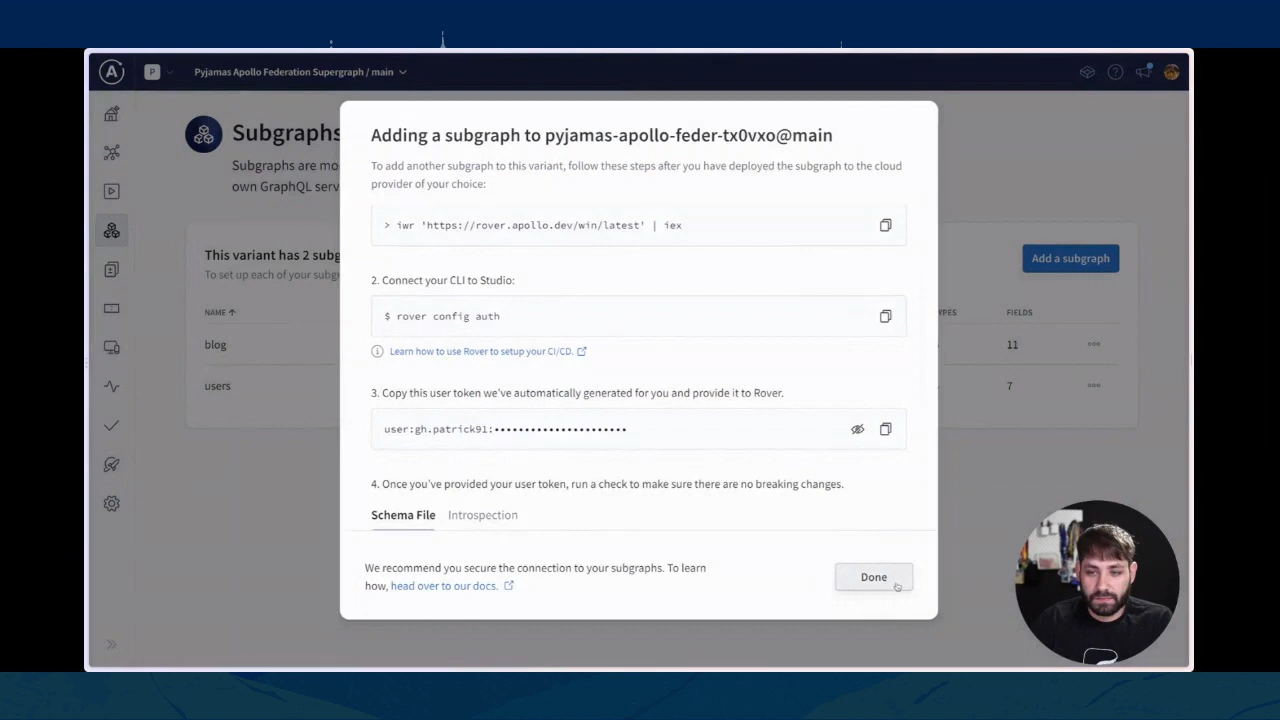 A
P
Pyjamas Apollo Federation Supergraph / main
Subgraphs
Subgraphs are mo
own GraphQL serv
This variant has 2 subg
To set up each of your subgr
Add a subgraph
NAME
YPES
FIELDS
blog
11
users
7
Adding a subgraph to pyjamas-apollo-feder-tx0vxo@main
To add another subgraph to this variant, follow these steps after you have deployed the subgraph to the cloud
provider of your choice:
> iwr 'https://rover.apollo.dev/win/latest' | iex
2. Connect your CLI to Studio:
$ rover config auth
Learn how to use Rover to setup your CI/CD.
3. Copy this user token we've automatically generated for you and provide it to Rover.
user:gh.patrick91:••••••••••••••••••••••
4. Once you've provided your user token, run a check to make sure there are no breaking changes.
Schema File Introspection
We recommend you secure the connection to your subgraphs. To learn
how, head over to our docs.
Done